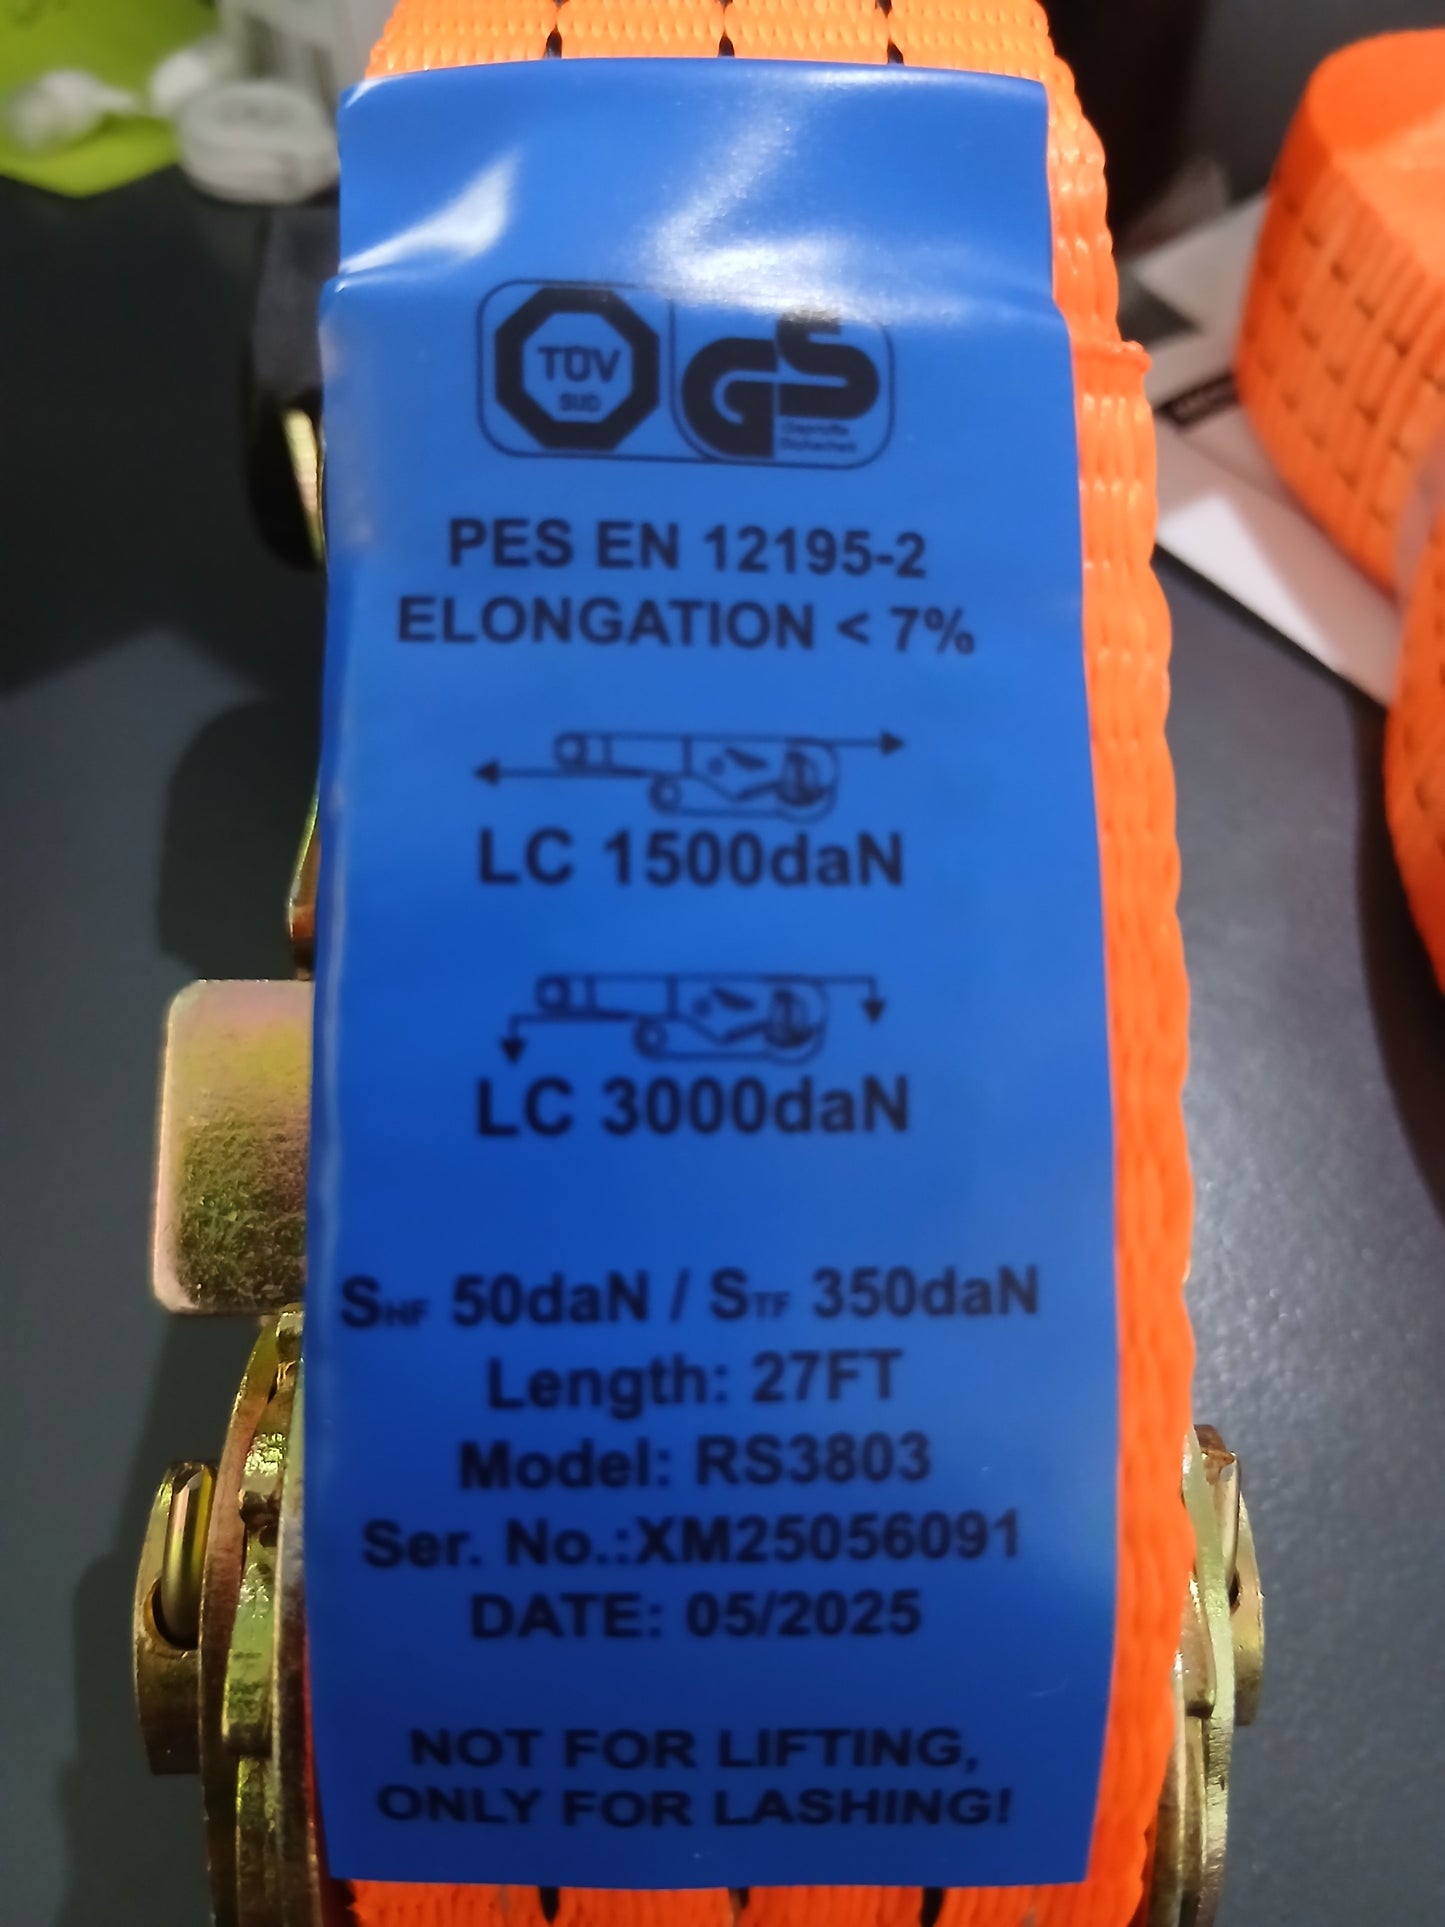 TÜV
SUD
GS
PES EN 12195-2
ELONGATION < 7%
LC 1500daN
LC 3000daN
SHF 50daN / STF 350daN
Length: 27FT
Model: RS3803
Ser. No.:XM25056091
DATE: 05/2025
NOT FOR LIFTING,
ONLY FOR LASHING!